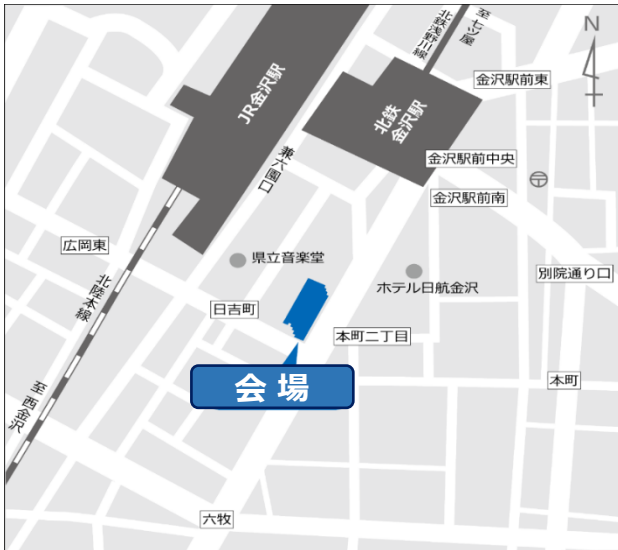 至 七ツ屋
北鉄浅野川線
N
金沢駅前東
JR金沢駅
北鉄
金沢駅
兼六園口
金沢駅前中央
金沢駅前南
広岡東
県立音楽堂
別院通り口
ホテル日航金沢
北陸本線
日吉町
本町二丁目
会 場
本町
至 西金沢
六牧